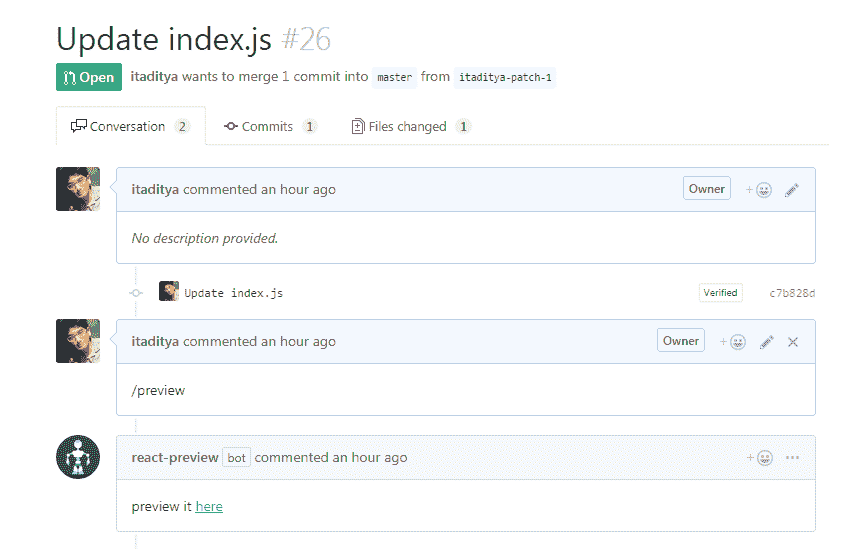 Update index.js #26
Open itaditya wants to merge 1 commit into master from itaditya-patch-1
Conversation 2 Commits 1 Files changed 1
itaditya commented an hour ago Owner
No description provided.
Update index.js Verified c7b828d
itaditya commented an hour ago Owner
/preview
react-preview bot commented an hour ago
preview it here